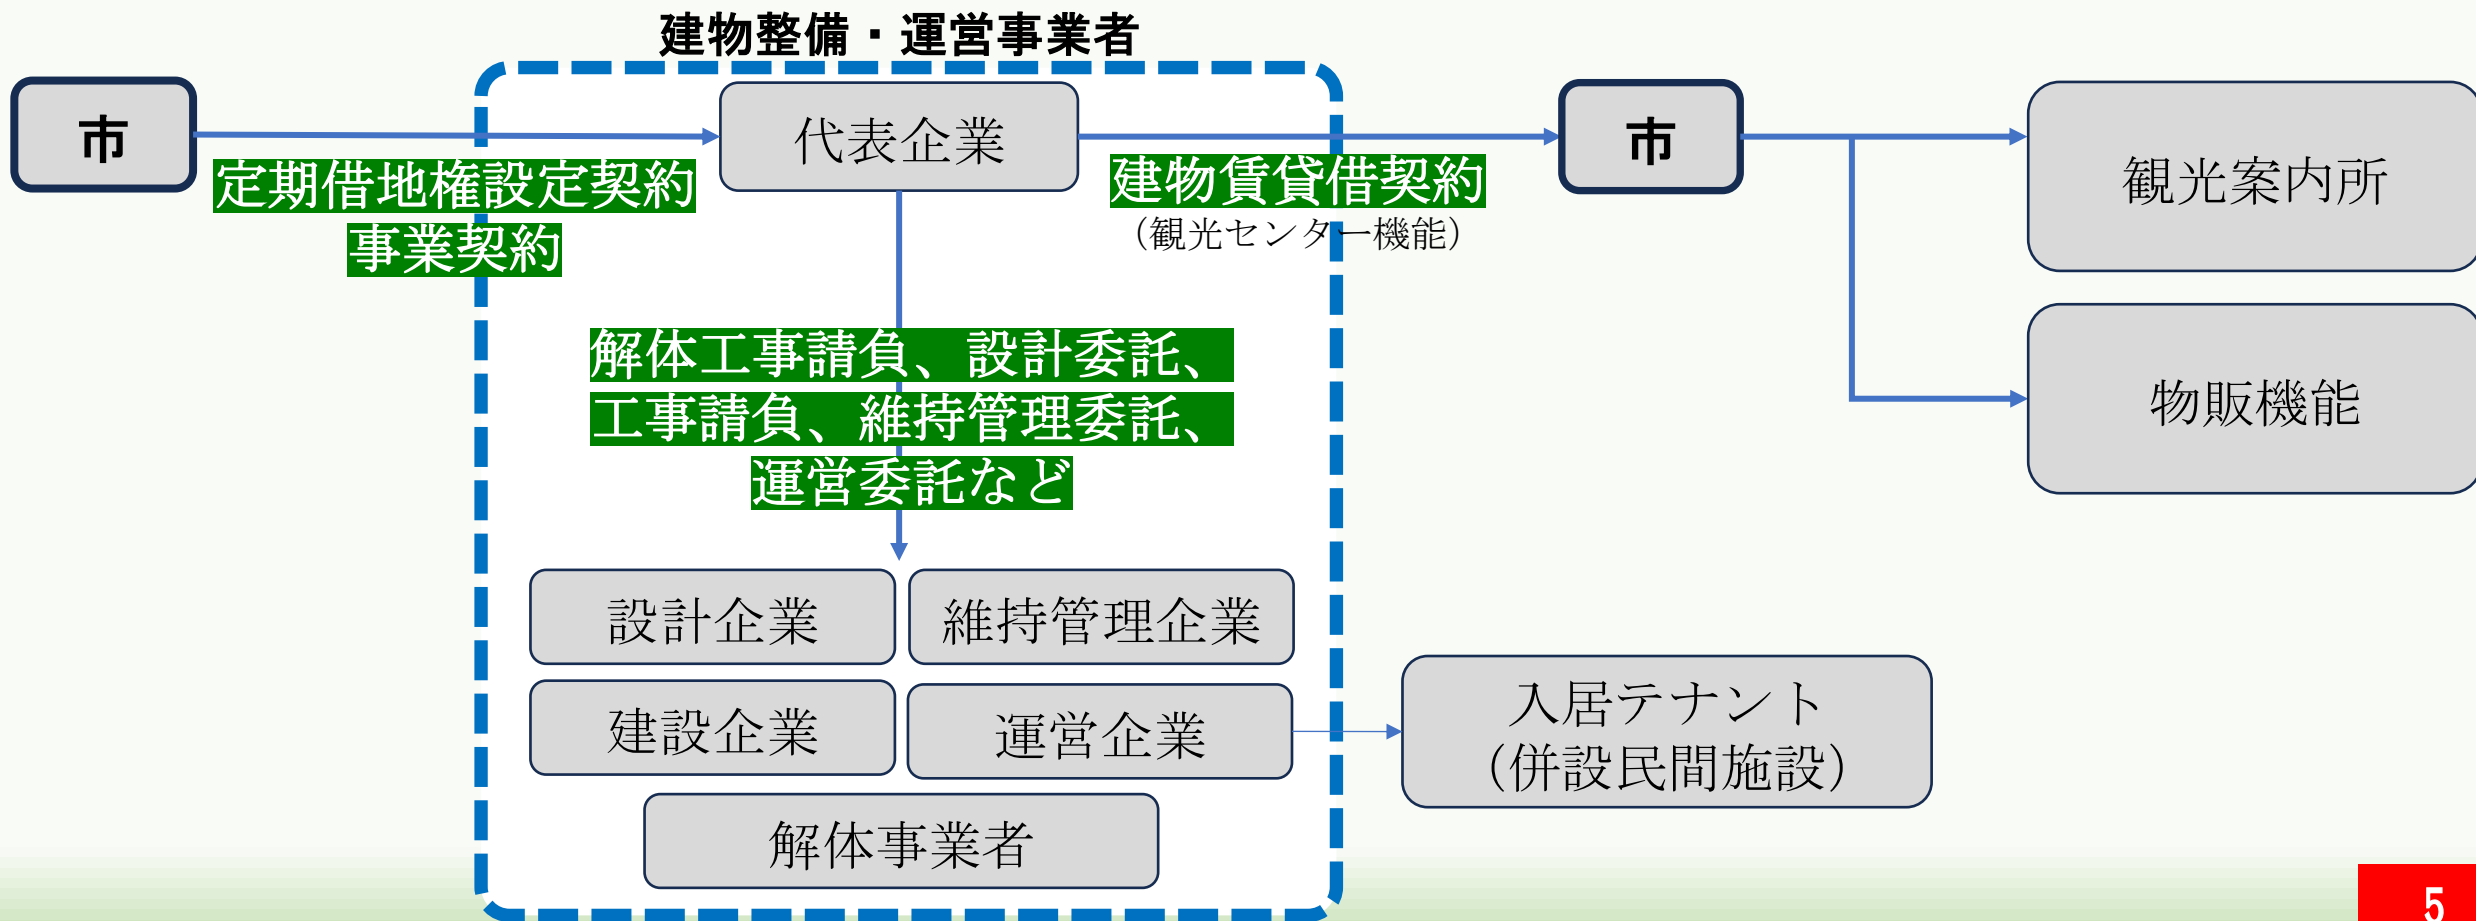 建物整備・運営事業者
市
定期借地権設定契約
事業契約
代表企業
建物賃貸借契約
（観光センター機能）
市
観光案内所
物販機能
解体工事請負、設計委託、
工事請負、維持管理委託、
運営委託など
設計企業
維持管理企業
建設企業
運営企業
解体事業者
入居テナント
（併設民間施設）
5